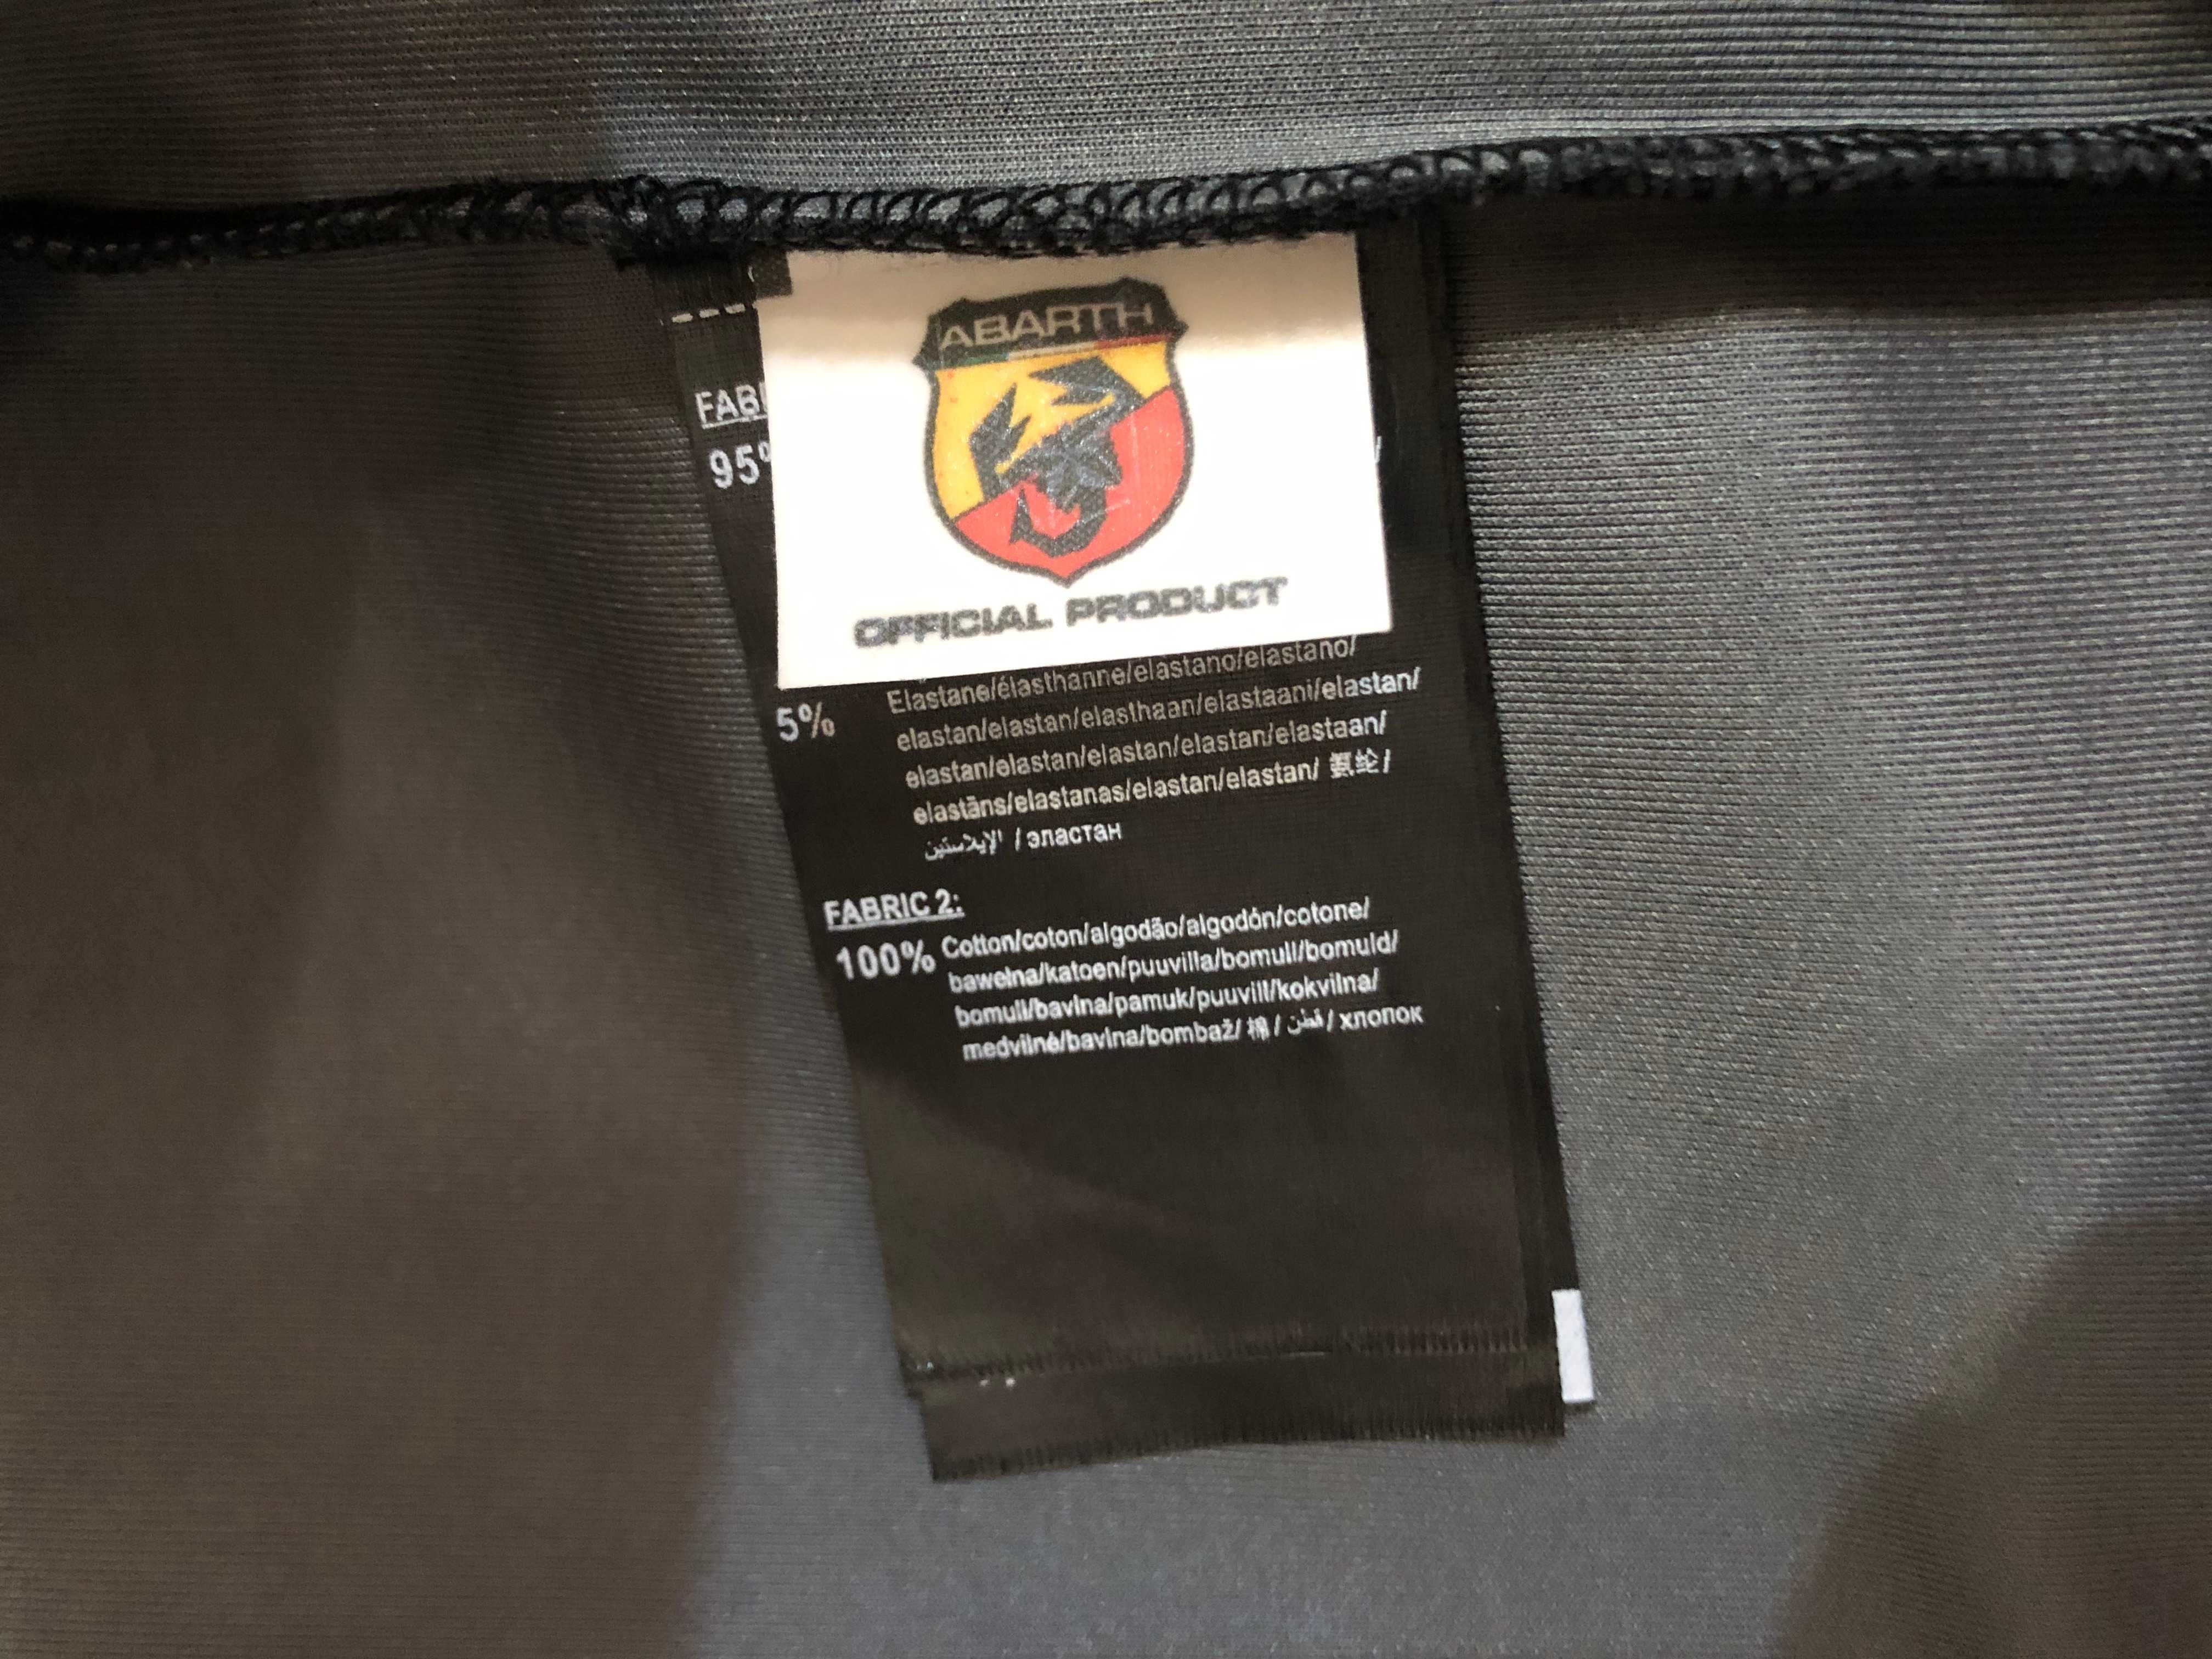 ABARTH
OFFICIAL PRODUCT
95%
5% Elastane/élasthanne/elastano/elastano/
elastan/elastan/elasthaan/elastaani/elastan/
elastan/elastan/elastan/elastan/elastaan/
elastāns/elastanas/elastan/elastan/ 氨纶/
الإيلاستين / эластан
FABRIC 2:
100% Cotton/coton/algodão/algodón/cotone/
bawełna/katoen/puuvilla/bomull/bomuld/
bomull/bavlna/pamuk/puuvill/kokvilna/
medvilnė/bavlna/bombaž/ 棉 / قطن / хлопок